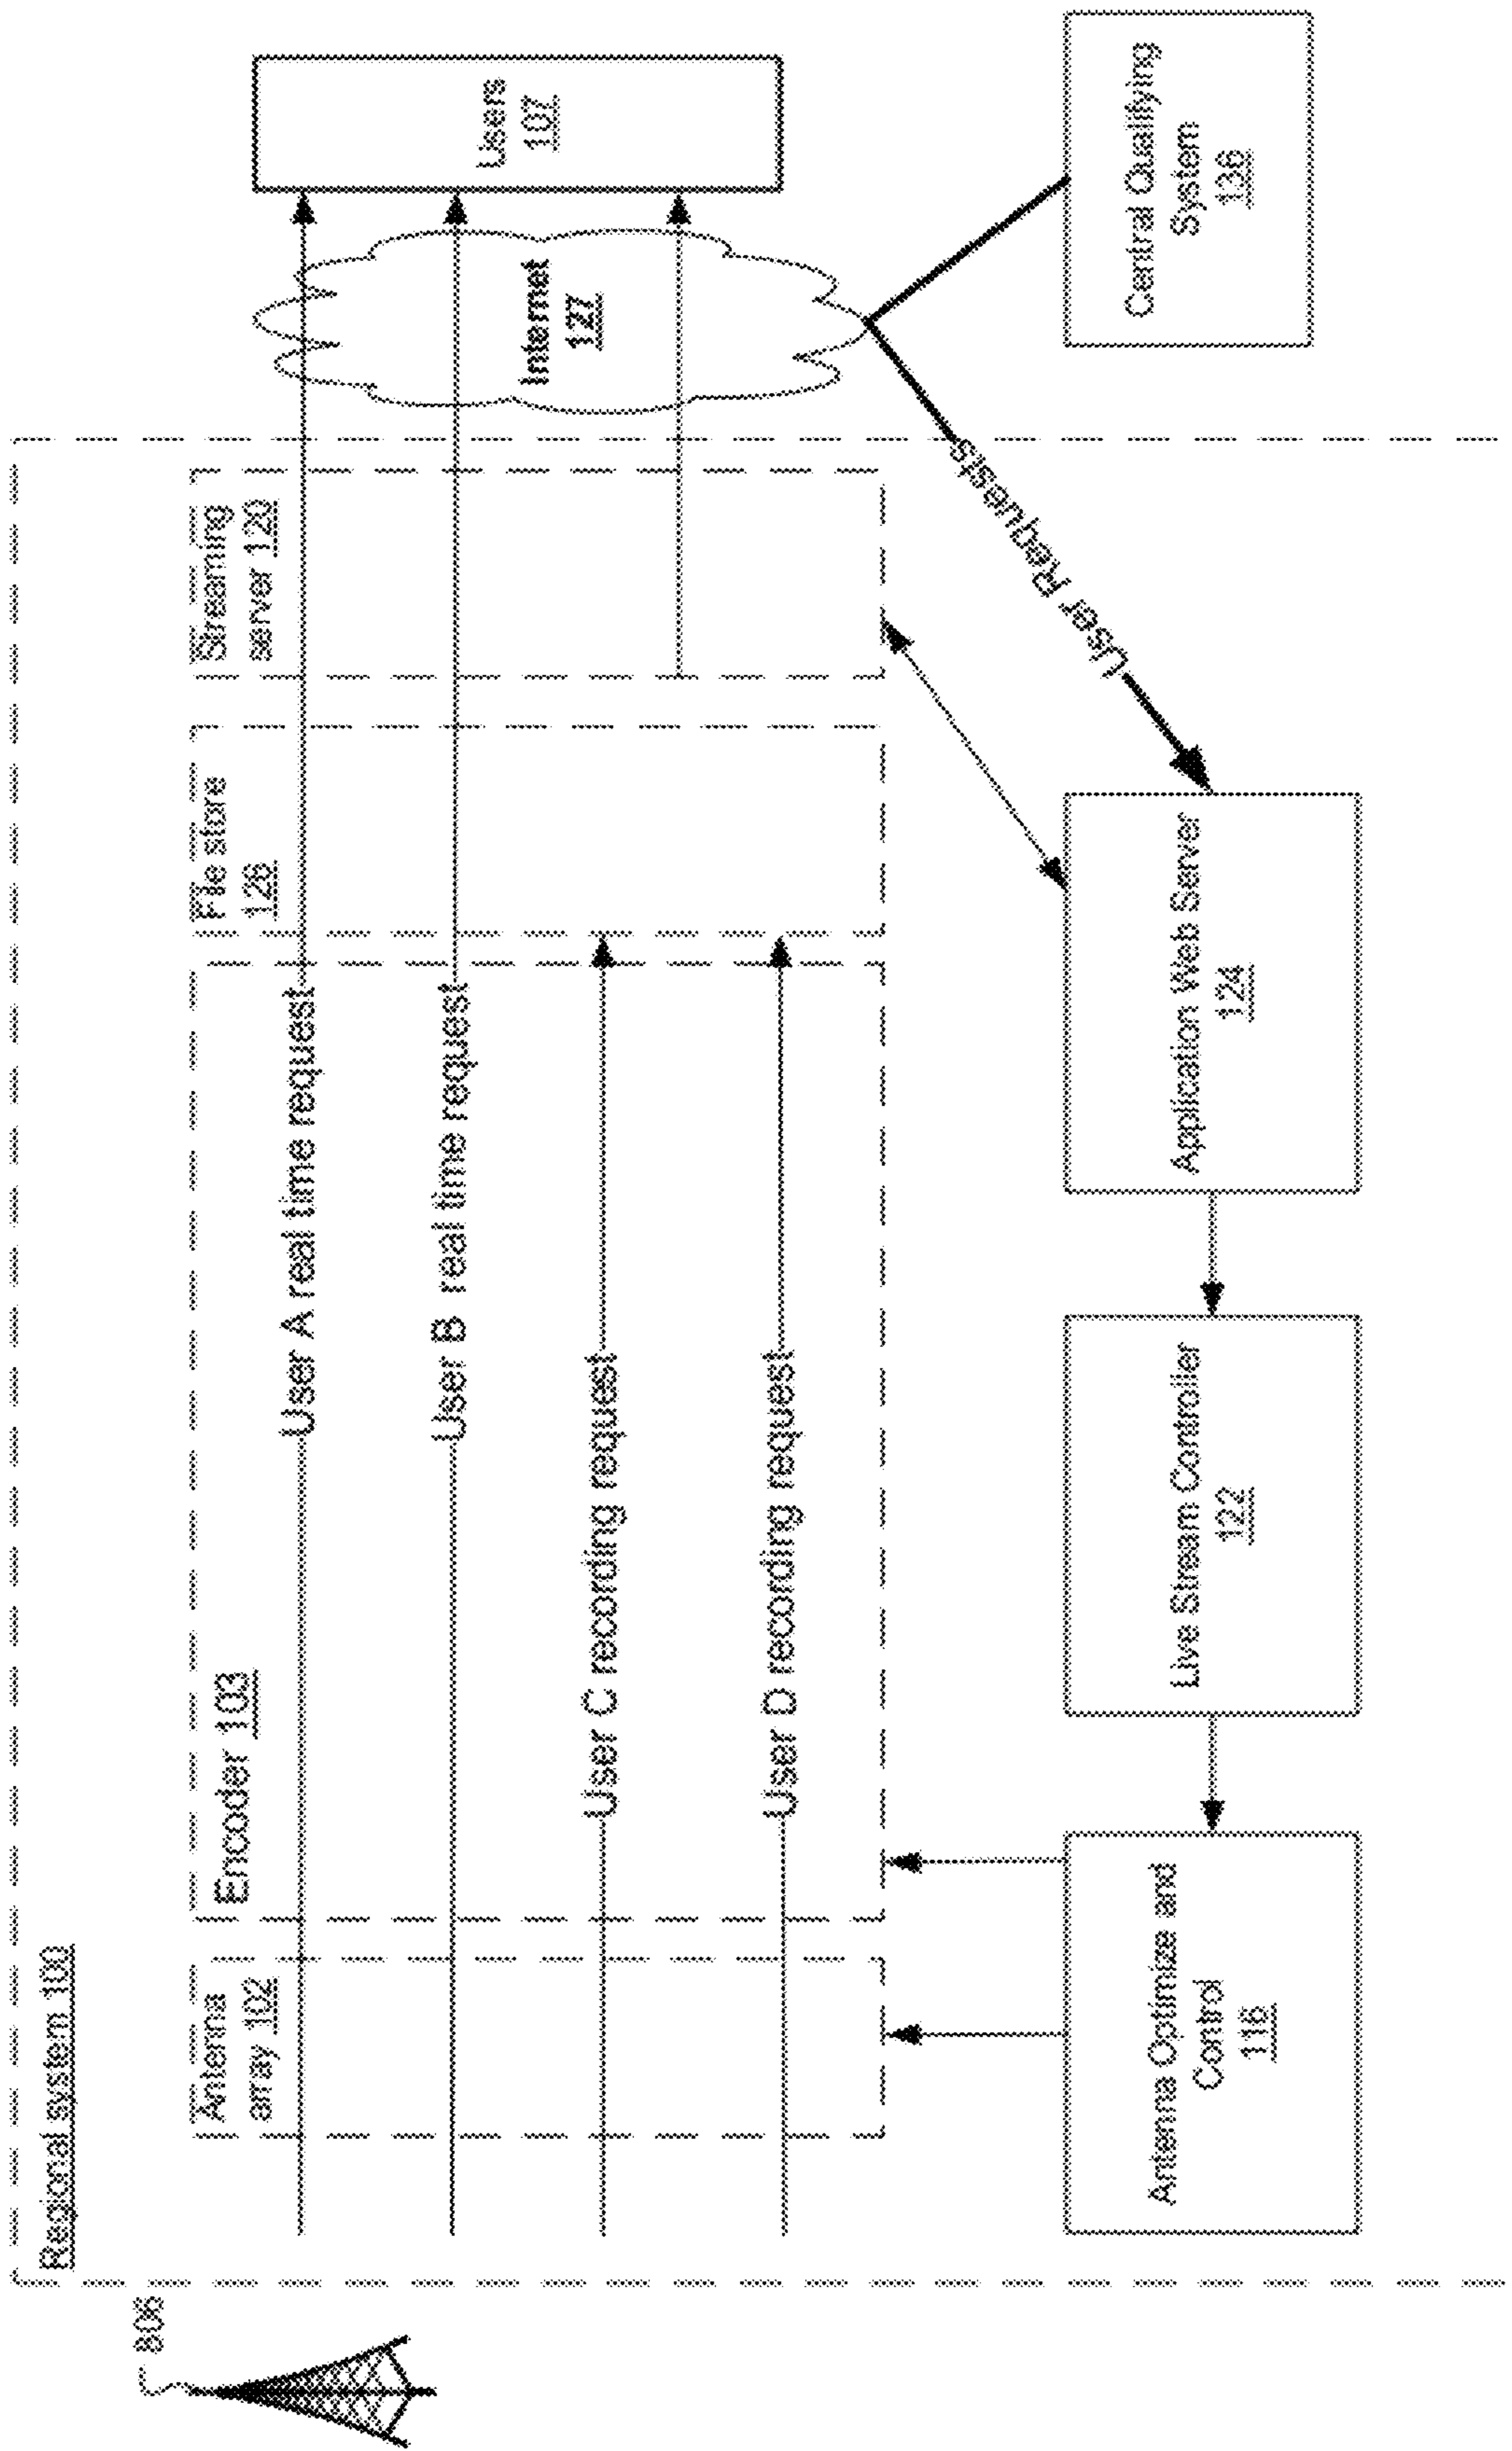 Regional system 100
806
Antenna
array 102
Encoder 103
File store
126
Streaming
server 120
User A real time request
User B real time request
User C recording request
User D recording request
Internet
127
Users
107
User Requests
Antenna Optimize and
Control
116
Live Stream Controller
122
Application Web Server
124
Central Qualifying
System
136